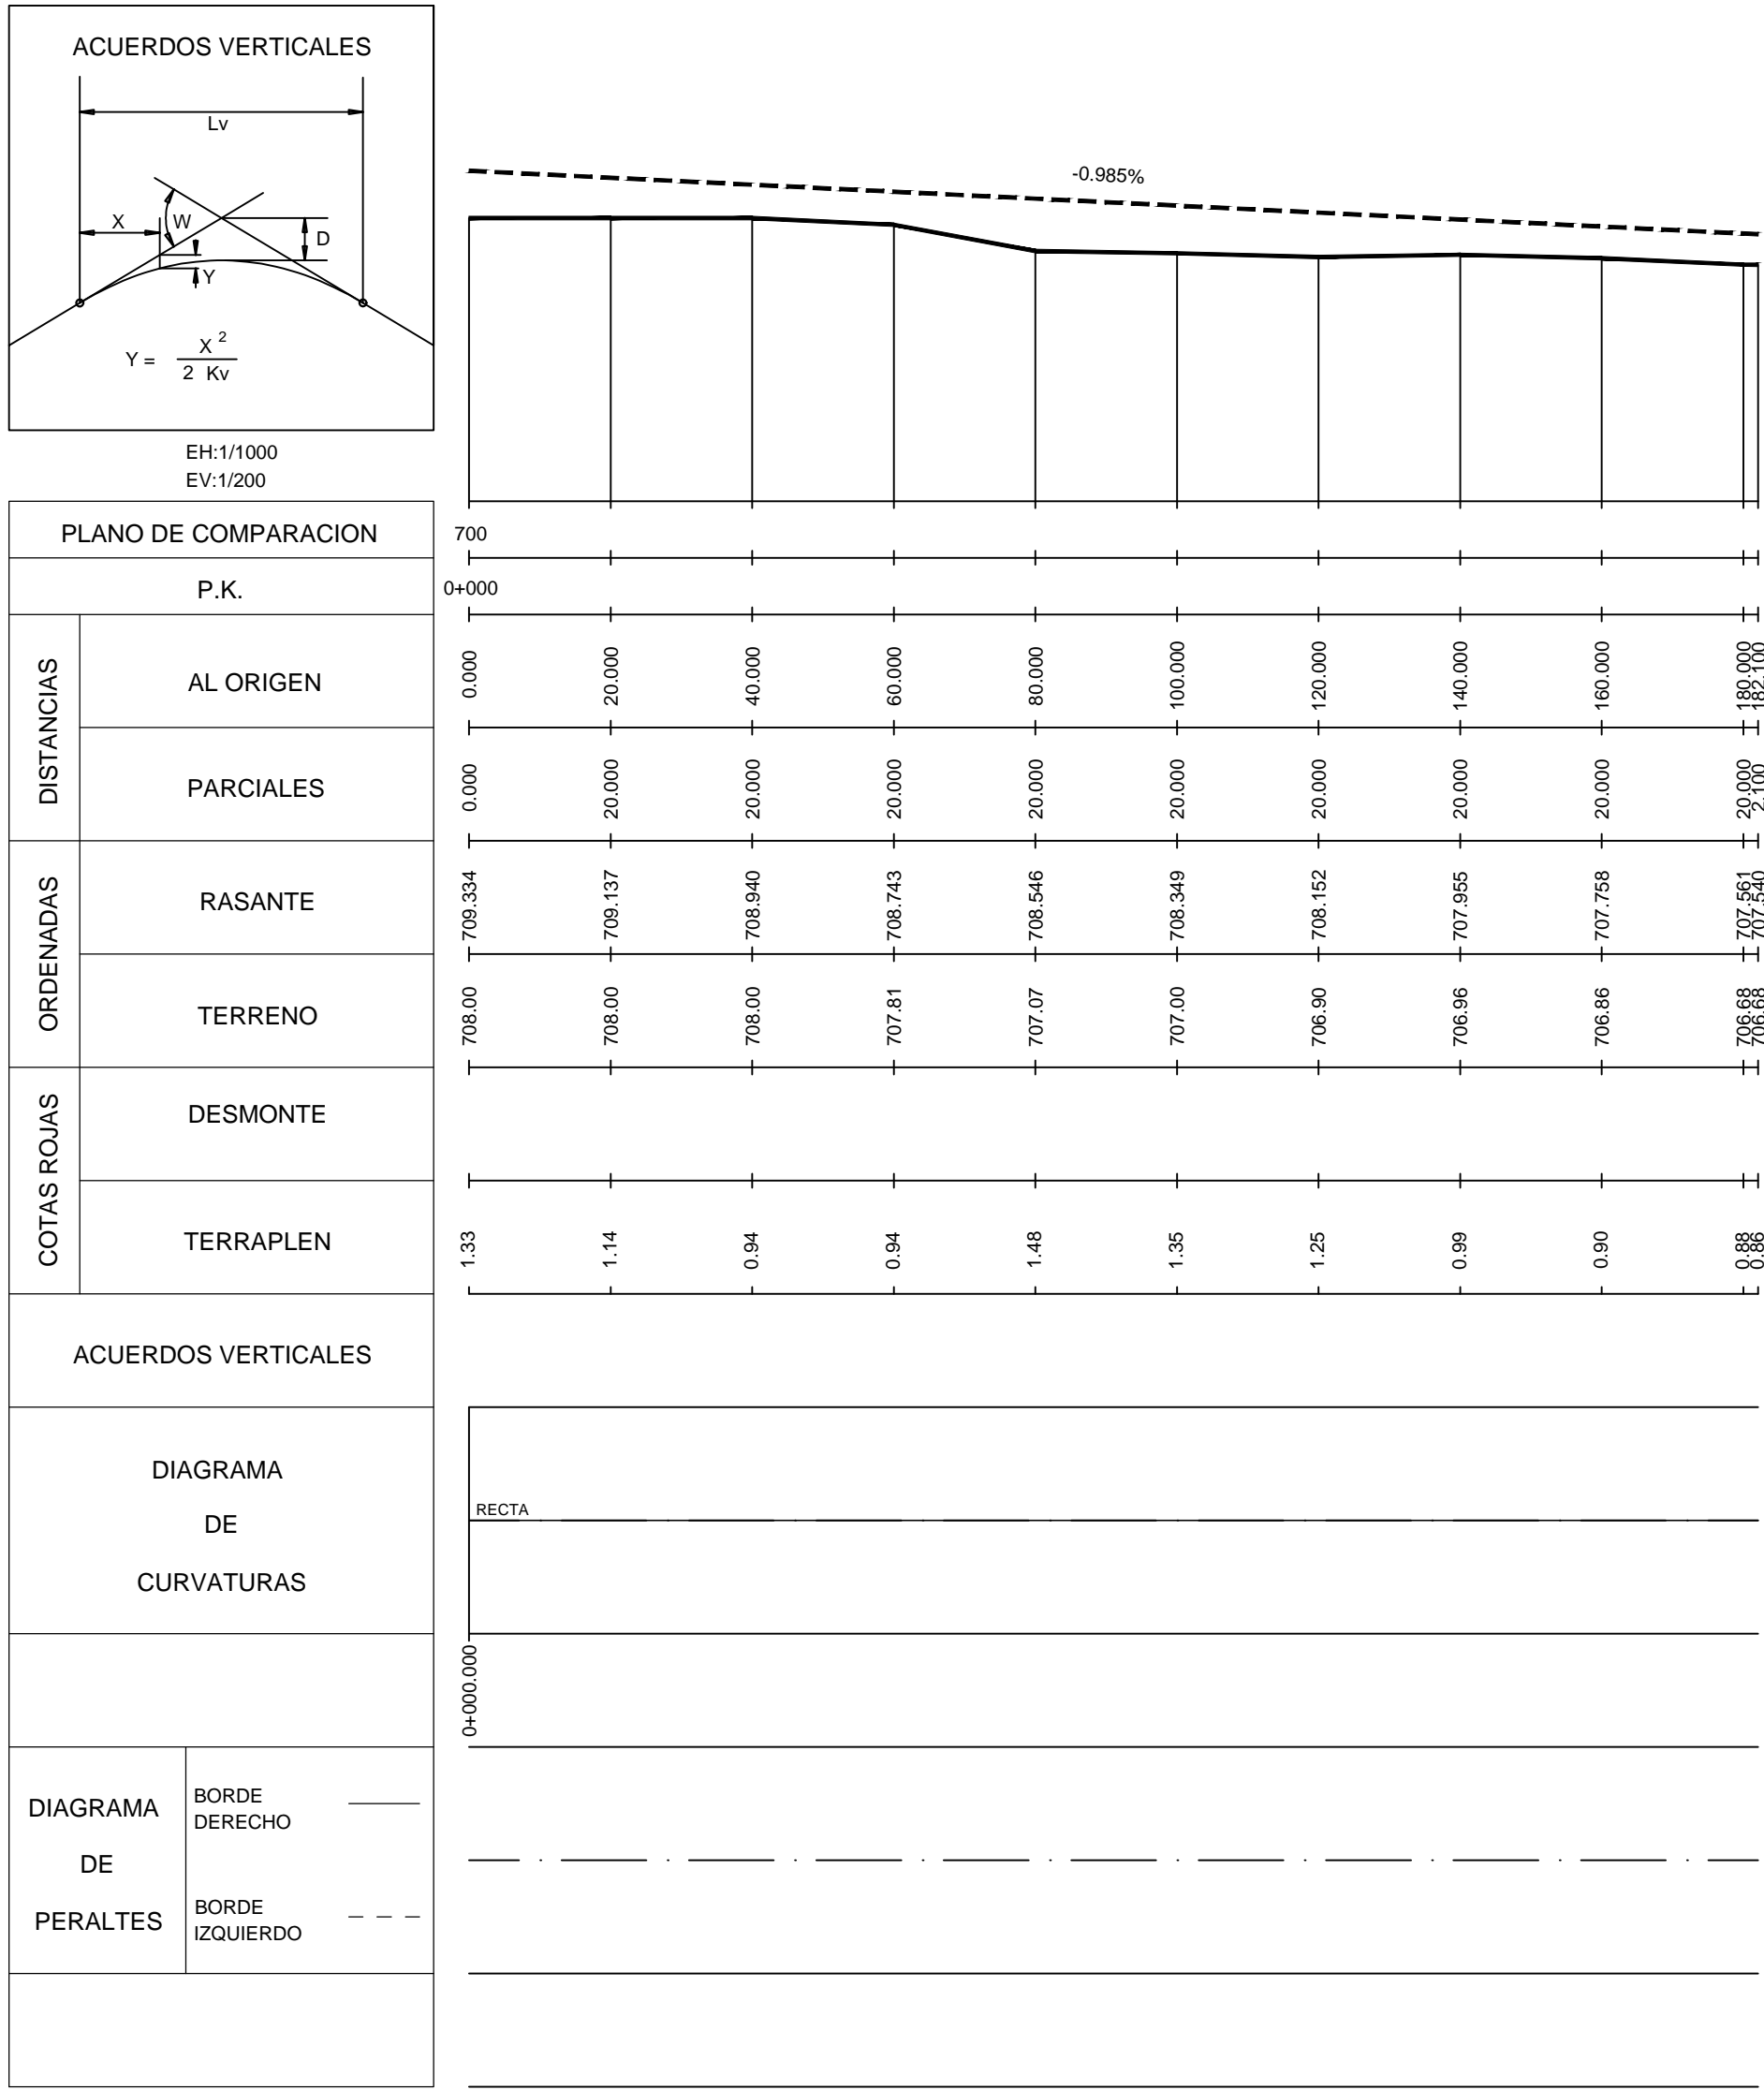 ACUERDOS VERTICALES
Lv
X
W
D
Y
Y = X 2
2 Kv
EH:1/1000
EV:1/200
-0.985%
PLANO DE COMPARACION 700
P.K. 0+000
DISTANCIAS
AL ORIGEN 0.000 20.000 40.000 60.000 80.000 100.000 120.000 140.000 160.000 180.000 182.100
PARCIALES 0.000 20.000 20.000 20.000 20.000 20.000 20.000 20.000 20.000 20.000 2.100
ORDENADAS
RASANTE 709.334 709.137 708.940 708.743 708.546 708.349 708.152 707.955 707.758 707.561 707.540
TERRENO 708.00 708.00 708.00 707.81 707.07 707.00 706.90 706.96 706.86 706.68 706.68
COTAS ROJAS
DESMONTE
TERRAPLEN 1.33 1.14 0.94 0.94 1.48 1.35 1.25 0.99 0.90 0.88 0.86
ACUERDOS VERTICALES
DIAGRAMA
DE
CURVATURAS
RECTA
0+000.000
DIAGRAMA
DE
PERALTES
BORDE
DERECHO
BORDE
IZQUIERDO